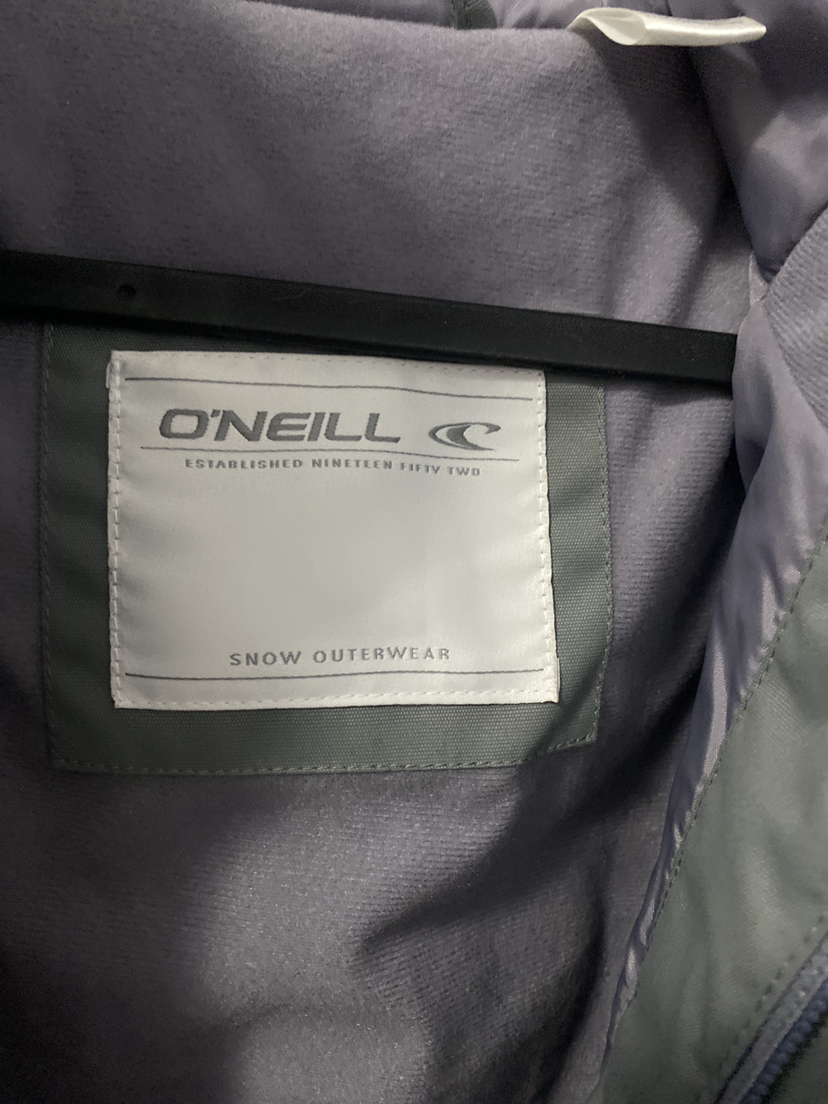 O'NEILL
ESTABLISHED NINETEEN FIFTY TWO
SNOW OUTERWEAR